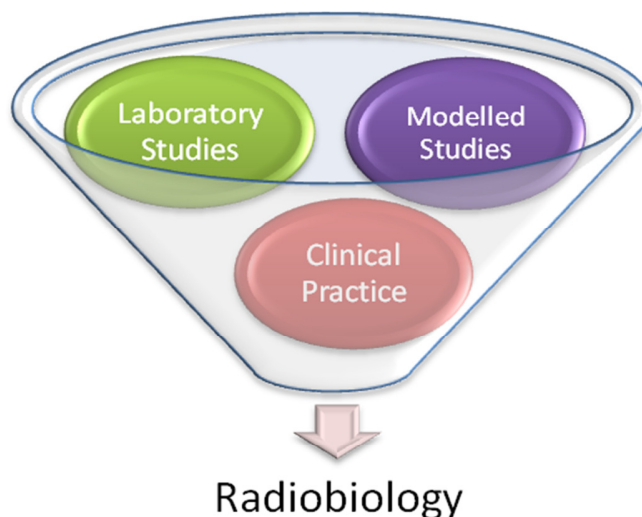 Laboratory
Studies
Modelled
Studies
Clinical
Practice
Radiobiology